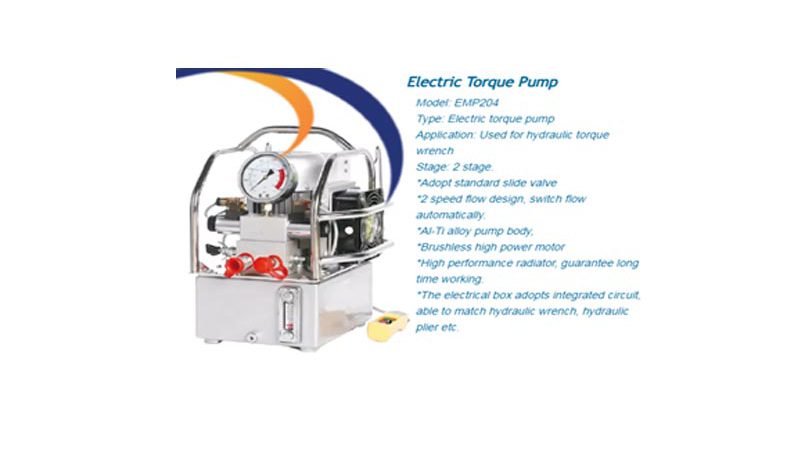 Electric Torque Pump
Model: EMP204
Type: Electric torque pump
Application: Used for hydraulic torque
wrench
Stage: 2 stage.
*Adopt standard slide valve
*2 speed flow design, switch flow
automatically.
*Al-Ti alloy pump body,
*Brushless high power motor
*High performance radiator, guarantee long
time working.
*The electrical box adopts integrated circuit,
able to match hydraulic wrench, hydraulic
plier etc.